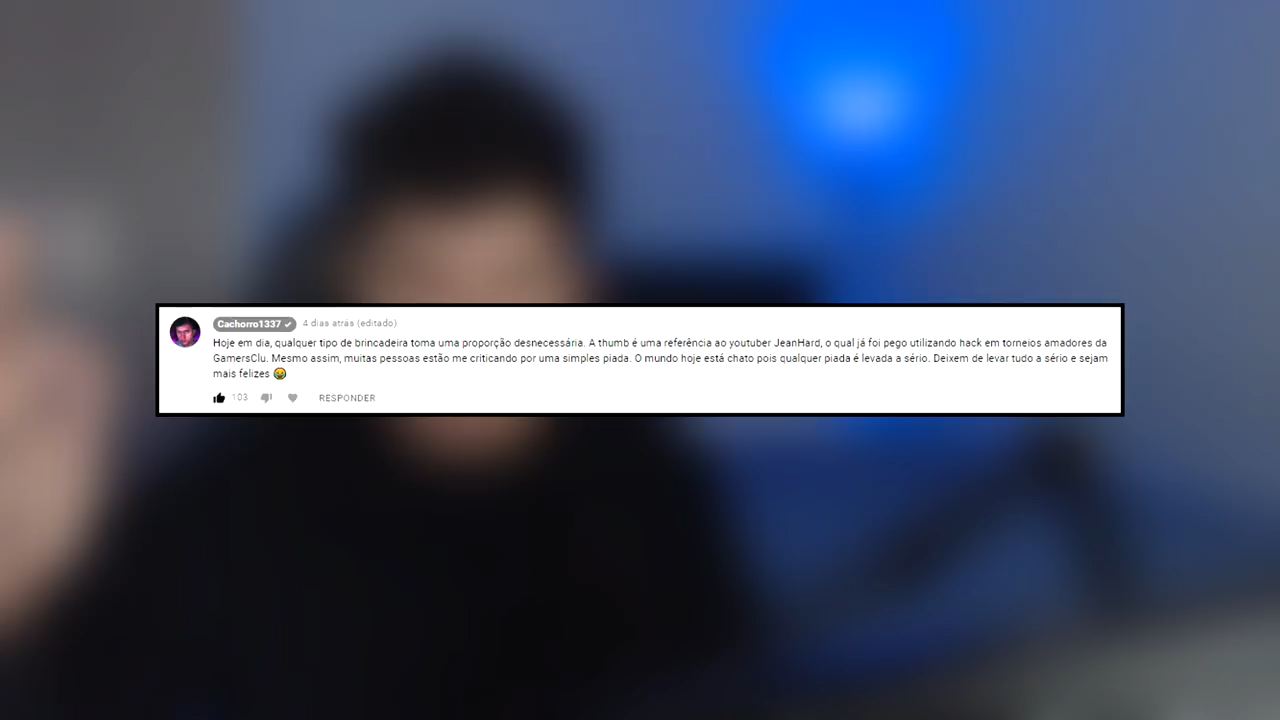 Cachorro1337 4 dias atrás (editado)
Hoje em dia, qualquer tipo de brincadeira toma uma proporção desnecessária. A thumb é uma referência ao youtuber JeanHard, o qual já foi pego utilizando hack em torneios amadores da
GamersClu. Mesmo assim, muitas pessoas estão me criticando por uma simples piada. O mundo hoje está chato pois qualquer piada é levada a sério. Deixem de levar tudo a sério e sejam
mais felizes 😂
103 RESPONDER